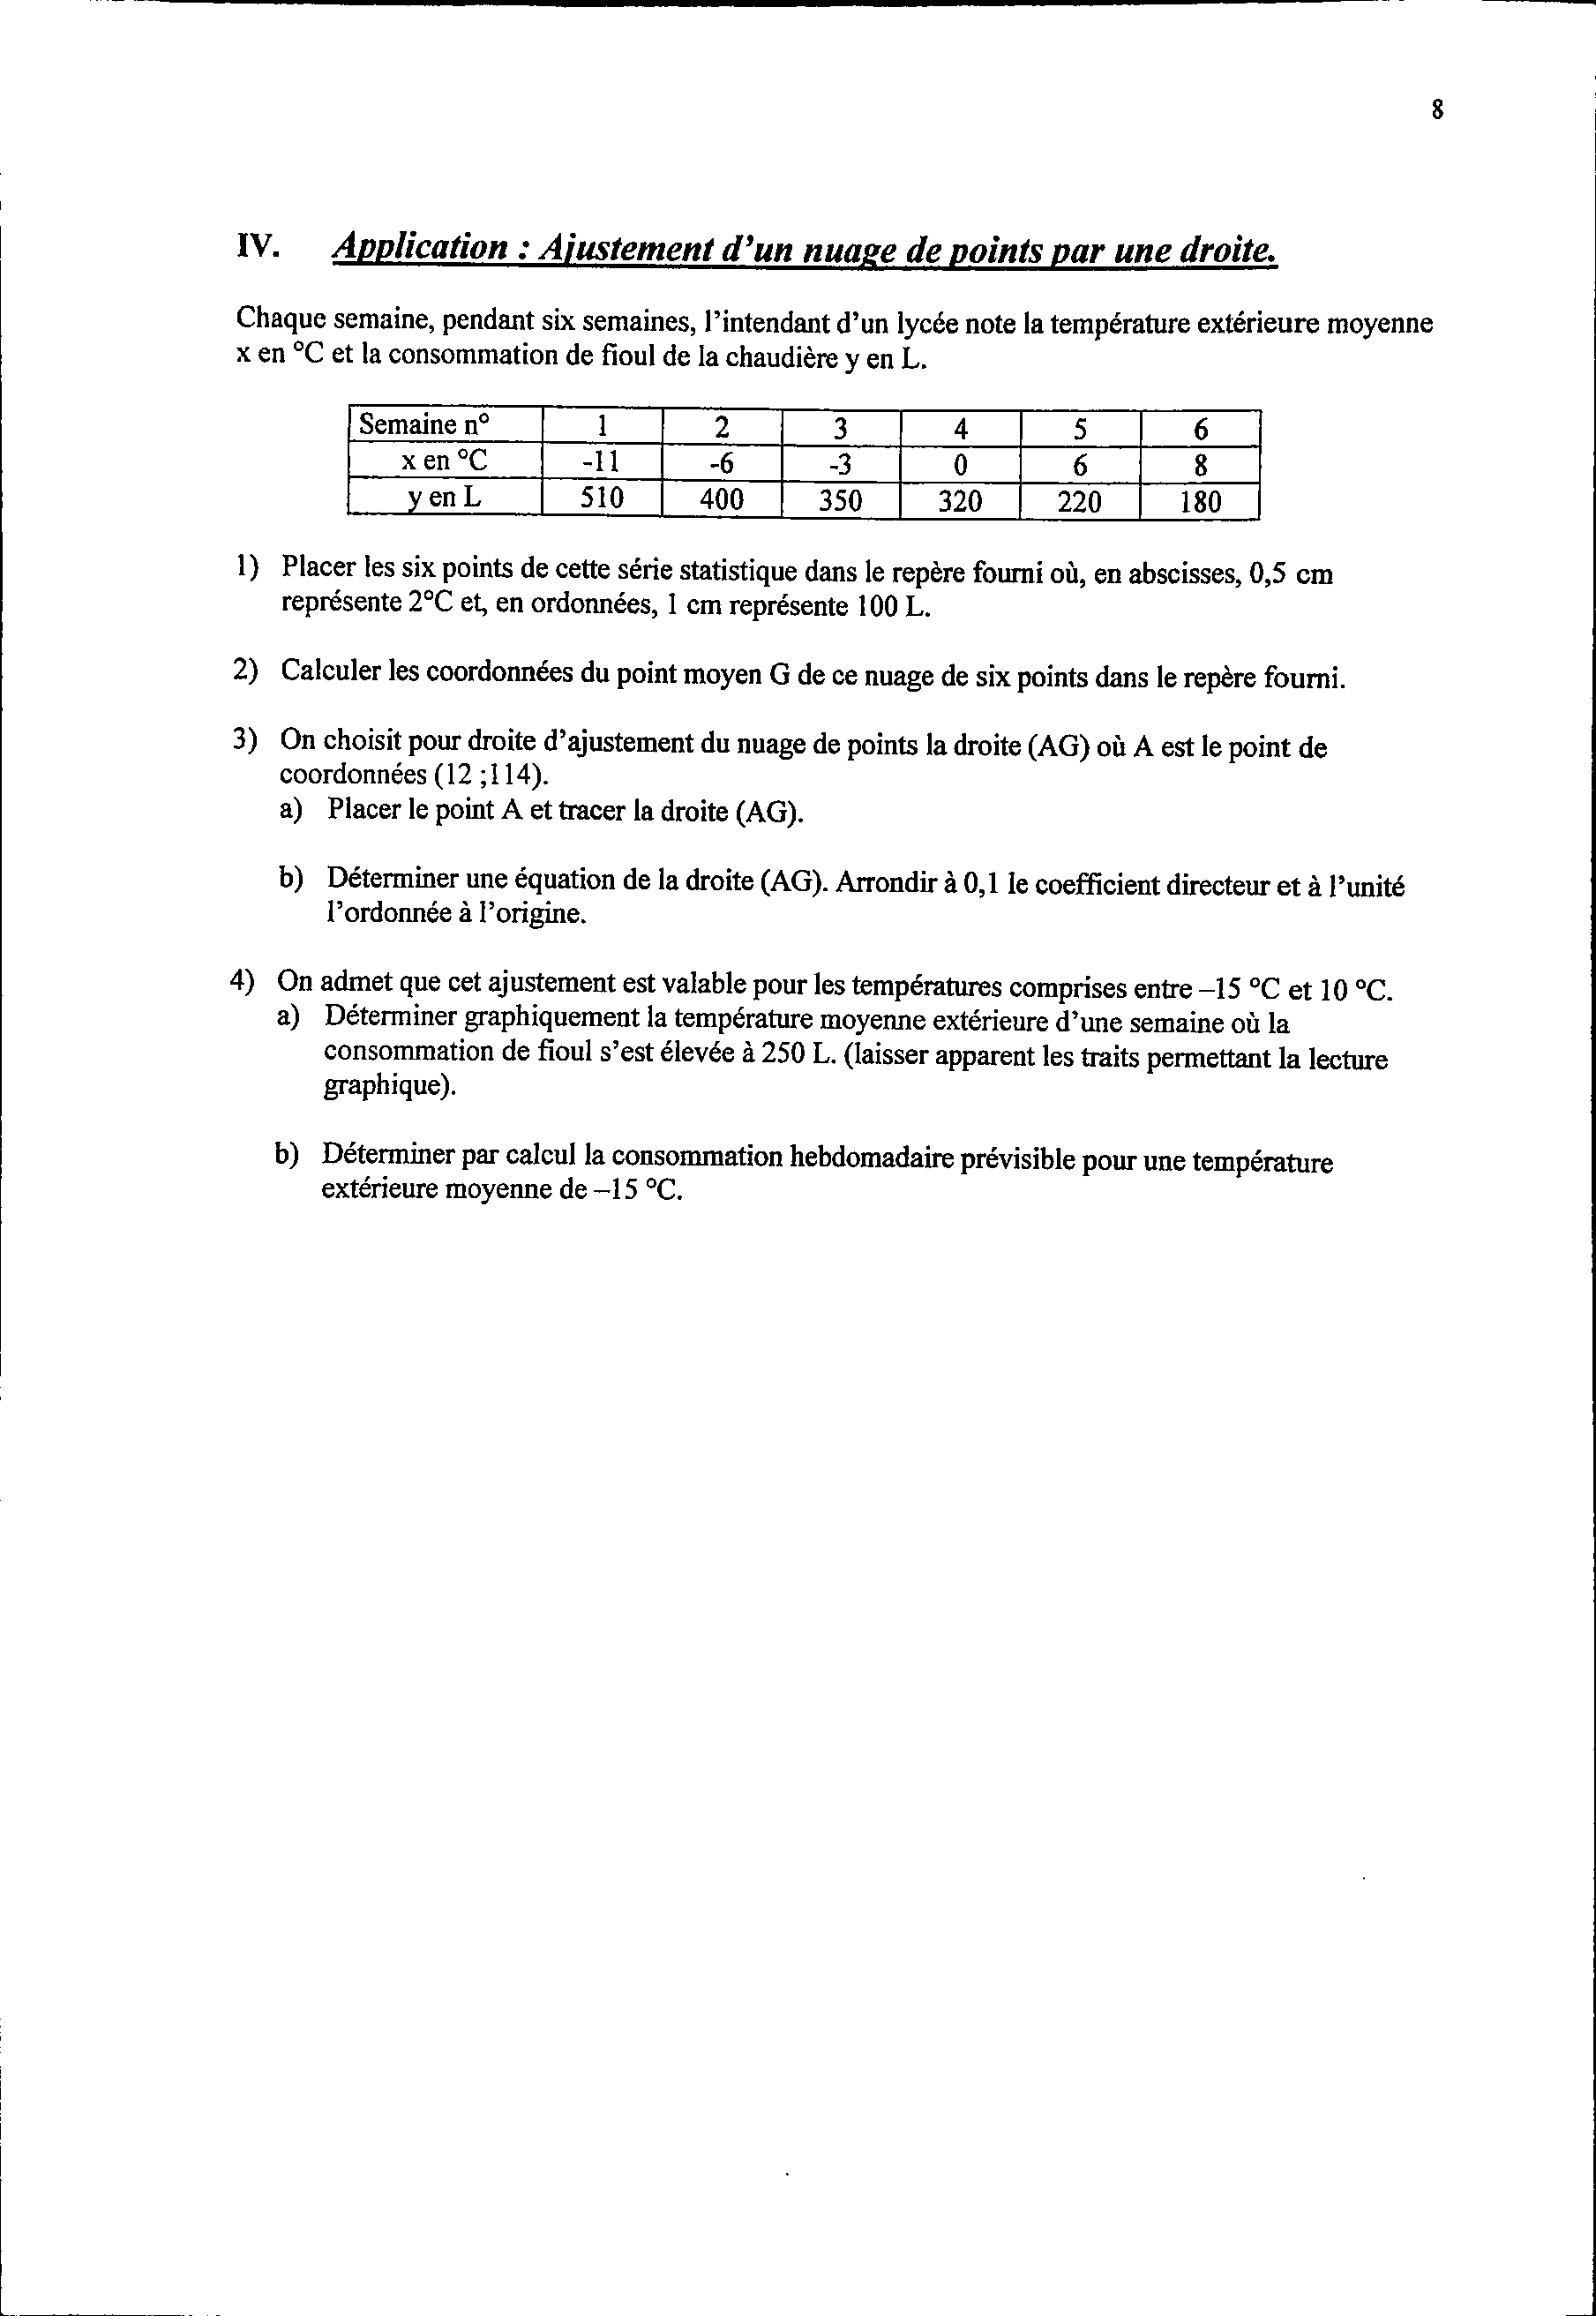 8
IV. Application : Ajustement d'un nuage de points par une droite.
Chaque semaine, pendant six semaines, l'intendant d'un lycée note la température extérieure moyenne
x en °C et la consommation de fioul de la chaudière y en L.
Semaine n° 1 2 3 4 5 6
x en °C -11 -6 -3 0 6 8
y en L 510 400 350 320 220 180
1) Placer les six points de cette série statistique dans le repère fourni où, en abscisses, 0,5 cm
représente 2°C et, en ordonnées, 1 cm représente 100 L.
2) Calculer les coordonnées du point moyen G de ce nuage de six points dans le repère fourni.
3) On choisit pour droite d'ajustement du nuage de points la droite (AG) où A est le point de
coordonnées (12 ;114).
a) Placer le point A et tracer la droite (AG).
b) Déterminer une équation de la droite (AG). Arrondir à 0,1 le coefficient directeur et à l'unité
l'ordonnée à l'origine.
4) On admet que cet ajustement est valable pour les températures comprises entre –15 °C et 10 °C.
a) Déterminer graphiquement la température moyenne extérieure d'une semaine où la
consommation de fioul s'est élevée à 250 L. (laisser apparent les traits permettant la lecture
graphique).
b) Déterminer par calcul la consommation hebdomadaire prévisible pour une température
extérieure moyenne de –15 °C.